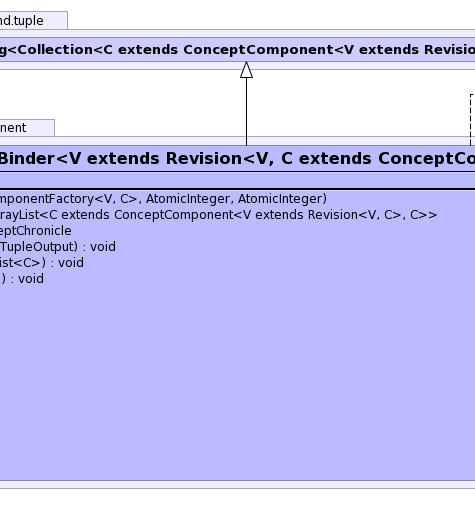 nd.tuple
g<Collection<C extends ConceptComponent<V extends Revisio
nent
Binder<V extends Revision<V, C extends ConceptCo
mponentFactory<V, C>, AtomicInteger, AtomicInteger)
rayList<C extends ConceptComponent<V extends Revision<V, C>, C>>
eptChronicle
TupleOutput) : void
ist<C>) : void
) : void